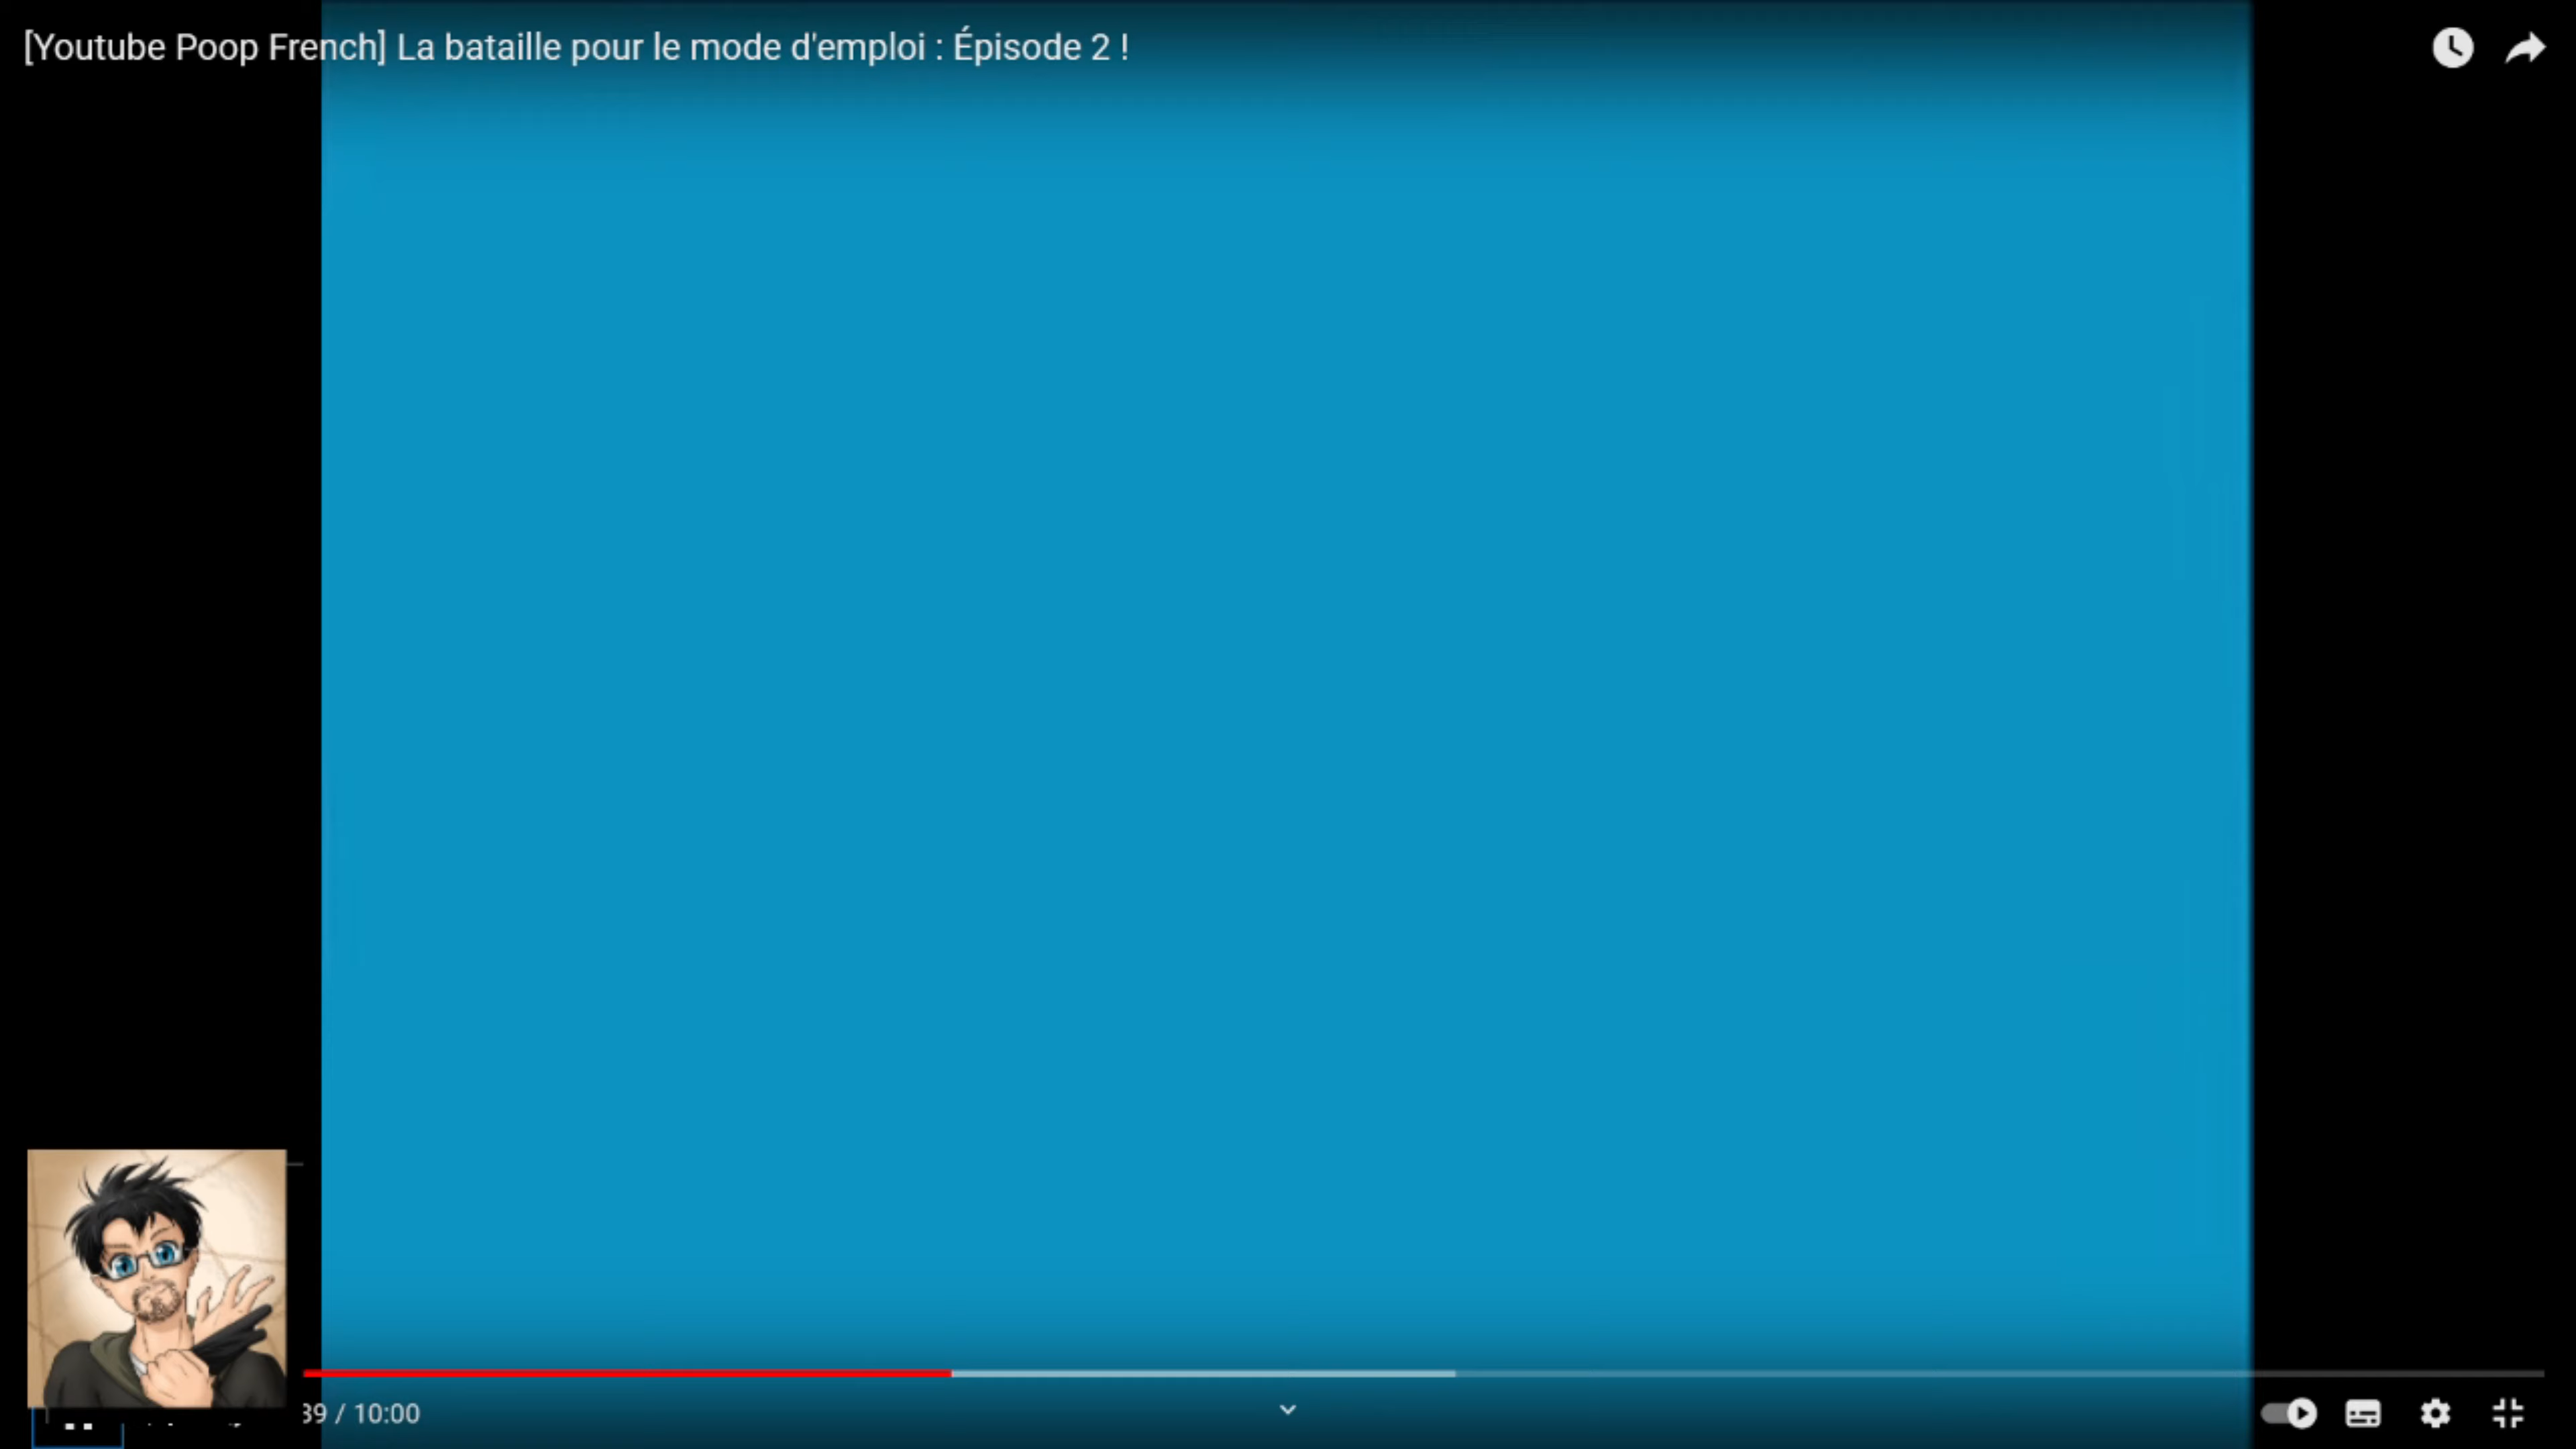 [Youtube Poop French] La bataille pour le mode d'emploi : Épisode 2 !
39 / 10:00